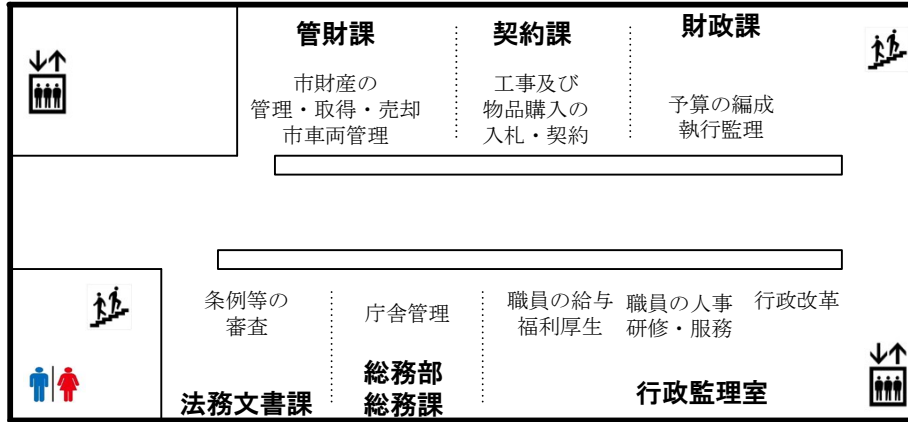 管財課
市財産の
管理・取得・売却
市車両管理
契約課
工事及び
物品購入の
入札・契約
財政課
予算の編成
執行監理
条例等の
審査
法務文書課
庁舎管理
総務部
総務課
職員の給与
福利厚生
職員の人事
研修・服務
行政改革
行政監理室